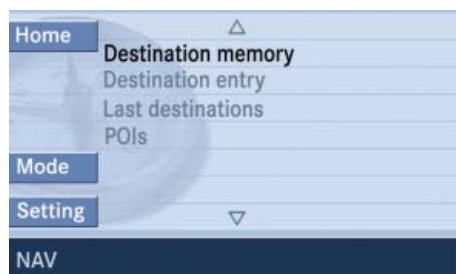 Home
Destination memory
Destination entry
Last destinations
POIs
Mode
Setting
NAV